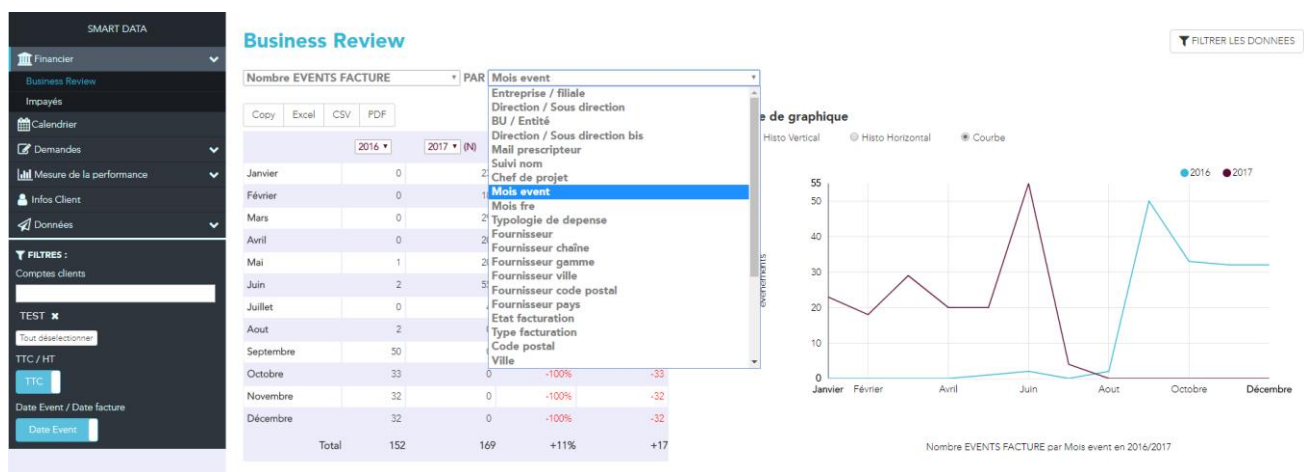 SMART DATA
Financier
Business Review
Impayés
Calendrier
Demandes
Mesure de la performance
Infos Client
Données
FILTRES :
Comptes clients
TEST ×
Tout déselectionner
TTC / HT
TTC
Date Event / Date facture
Date Event
Business Review
FILTRER LES DONNEES
Nombre EVENTS FACTURE PAR Mois event
Entreprise / filiale
Direction / Sous direction
BU / Entité
Direction / Sous direction bis
Mail prescripteur
Suivi nom
Chef de projet
Mois event
Mois fre
Typologie de depense
Fournisseur
Fournisseur chaîne
Fournisseur gamme
Fournisseur ville
Fournisseur code postal
Fournisseur pays
Etat facturation
Type facturation
Code postal
Ville
Copy Excel CSV PDF
2016 2017 (N)
Janvier 0
Février 0
Mars 0
Avril 0
Mai 1
Juin 2
Juillet 0
Aout 2
Septembre 50
Octobre 33 0 -100% -33
Novembre 32 0 -100% -32
Décembre 32 0 -100% -32
Total 152 169 +11% +17
de graphique
Histo Vertical Histo Horizontal Courbe
2016 2017
55
50
40
30
20
10
0
Janvier Février Avril Juin Aout Octobre Décembre
Nombre EVENTS FACTURE par Mois event en 2016/2017